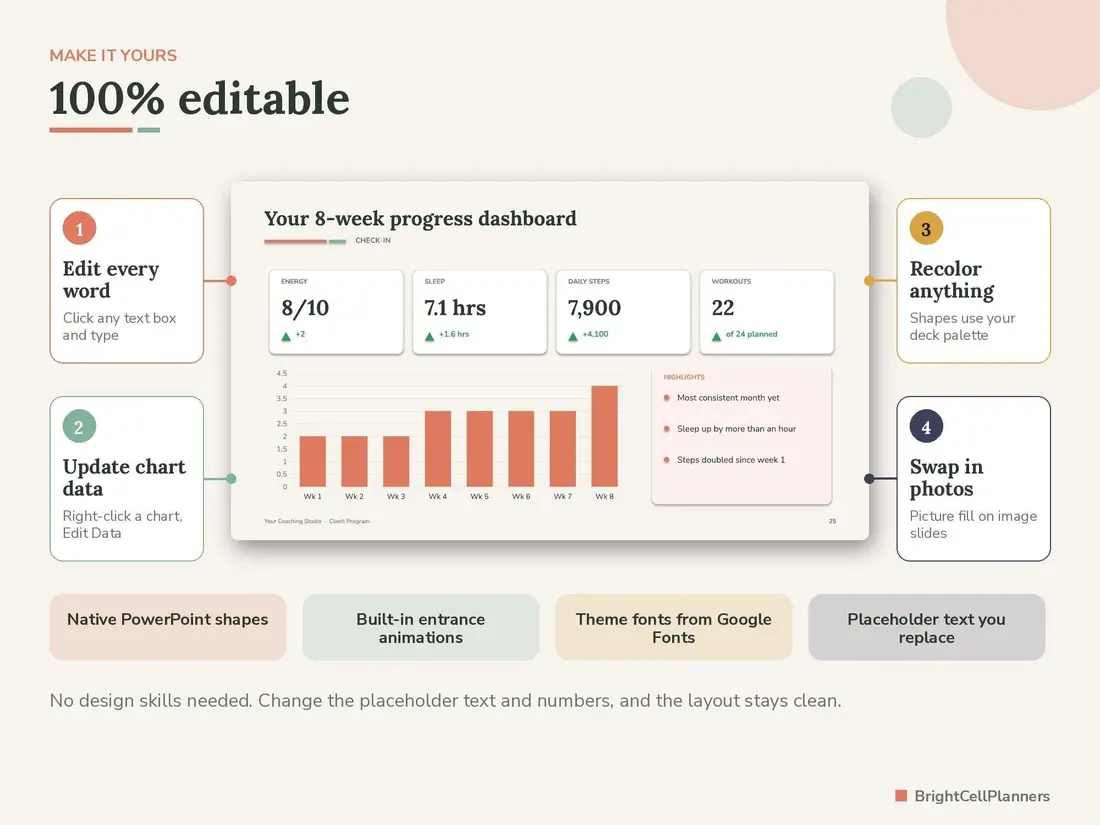 MAKE IT YOURS
100% editable
1
Edit every
word
Click any text box
and type
2
Update chart
data
Right-click a chart,
Edit Data
Your 8-week progress dashboard
CHECK-IN
ENERGY
8/10
+2
SLEEP
7.1 hrs
+1.6 hrs
DAILY STEPS
7,900
+4,100
WORKOUTS
22
of 24 planned
4.5
4
3.5
3
2.5
2
1.5
1
0.5
0
Wk 1 Wk 2 Wk 3 Wk 4 Wk 5 Wk 6 Wk 7 Wk 8
HIGHLIGHTS
Most consistent month yet
Sleep up by more than an hour
Steps doubled since week 1
Your Coaching Studio · Client Program
25
3
Recolor
anything
Shapes use your
deck palette
4
Swap in
photos
Picture fill on image
slides
Native PowerPoint shapes
Built-in entrance
animations
Theme fonts from Google
Fonts
Placeholder text you
replace
No design skills needed. Change the placeholder text and numbers, and the layout stays clean.
BrightCellPlanners